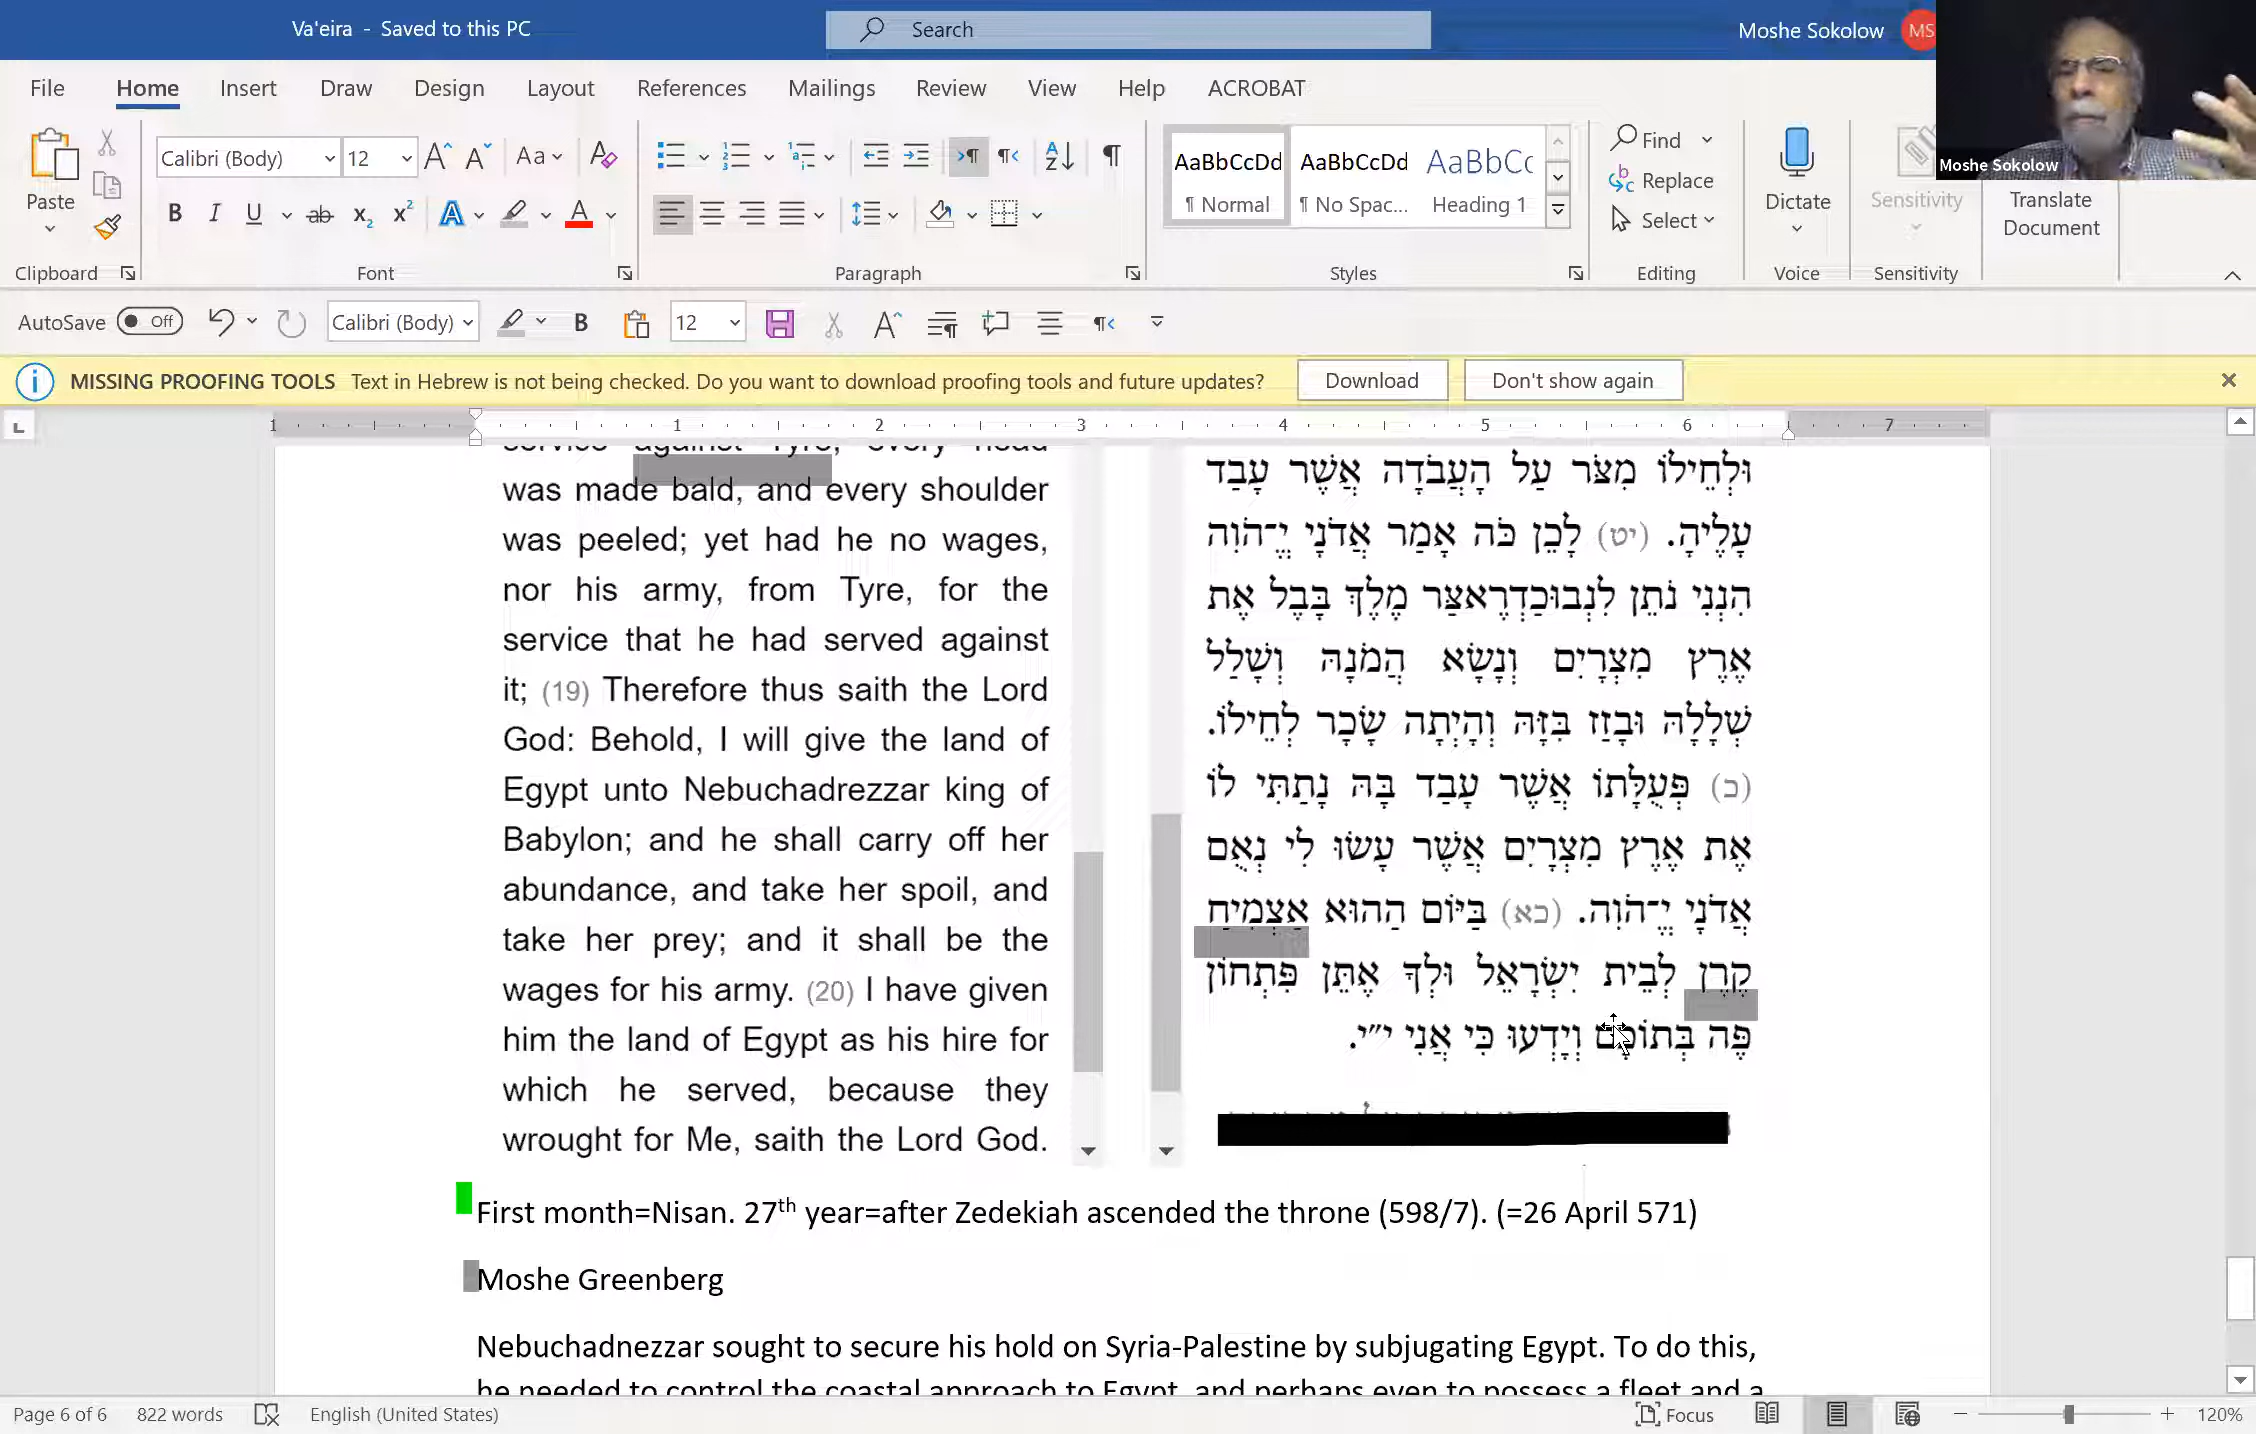 Va'eira - Saved to this PC
Search
Moshe Sokolow
MS
File Home Insert Draw Design Layout References Mailings Review View Help ACROBAT
Paste
Calibri (Body) 12
Aa
B I U ab x₂ x² A A
AaBbCcDd AaBbCcDd AaBbCc
¶ Normal ¶ No Spac... Heading 1
Find
Replace
Select
Dictate
Sensitivity
Translate
Document
Moshe Sokolow
Clipboard Font Paragraph Styles Editing Voice Sensitivity
AutoSave Off Calibri (Body) B 12
MISSING PROOFING TOOLS Text in Hebrew is not being checked. Do you want to download proofing tools and future updates? Download Don't show again
1 1 2 3 4 5 6 7
service against Tyre; every head
was made bald, and every shoulder
was peeled; yet had he no wages,
nor his army, from Tyre, for the
service that he had served against
it; (19) Therefore thus saith the Lord
God: Behold, I will give the land of
Egypt unto Nebuchadrezzar king of
Babylon; and he shall carry off her
abundance, and take her spoil, and
take her prey; and it shall be the
wages for his army. (20) I have given
him the land of Egypt as his hire for
which he served, because they
wrought for Me, saith the Lord God.
וּלְחֵילוֹ מִצֹּר עַל הָעֲבֹדָה אֲשֶׁר עָבַד
עָלֶיהָ. (יט) לָכֵן כֹּה אָמַר אֲדֹנָי יֱ־הֹוִה
הִנְנִי נֹתֵן לִנְבוּכַדְרֶאצַּר מֶלֶךְ בָּבֶל אֶת
אֶרֶץ מִצְרָיִם וְנָשָׂא הֲמֹנָהּ וְשָׁלַל
שְׁלָלָהּ וּבָזַז בִּזָּהּ וְהָיְתָה שָׂכָר לְחֵילוֹ.
(כ) פְּעֻלָּתוֹ אֲשֶׁר עָבַד בָּהּ נָתַתִּי לוֹ
אֶת אֶרֶץ מִצְרָיִם אֲשֶׁר עָשׂוּ לִי נְאֻם
אֲדֹנָי יֱ־הֹוִה. (כא) בַּיּוֹם הַהוּא אַצְמִיחַ
קֶרֶן לְבֵית יִשְׂרָאֵל וּלְךָ אֶתֵּן פִּתְחוֹן
פֶּה בְּתוֹכָם וְיָדְעוּ כִּי אֲנִי י״י.
First month=Nisan. 27th year=after Zedekiah ascended the throne (598/7). (=26 April 571)
Moshe Greenberg
Nebuchadnezzar sought to secure his hold on Syria-Palestine by subjugating Egypt. To do this,
he needed to control the coastal approach to Egypt, and perhaps even to possess a fleet and a
Page 6 of 6 822 words English (United States) Focus 120%